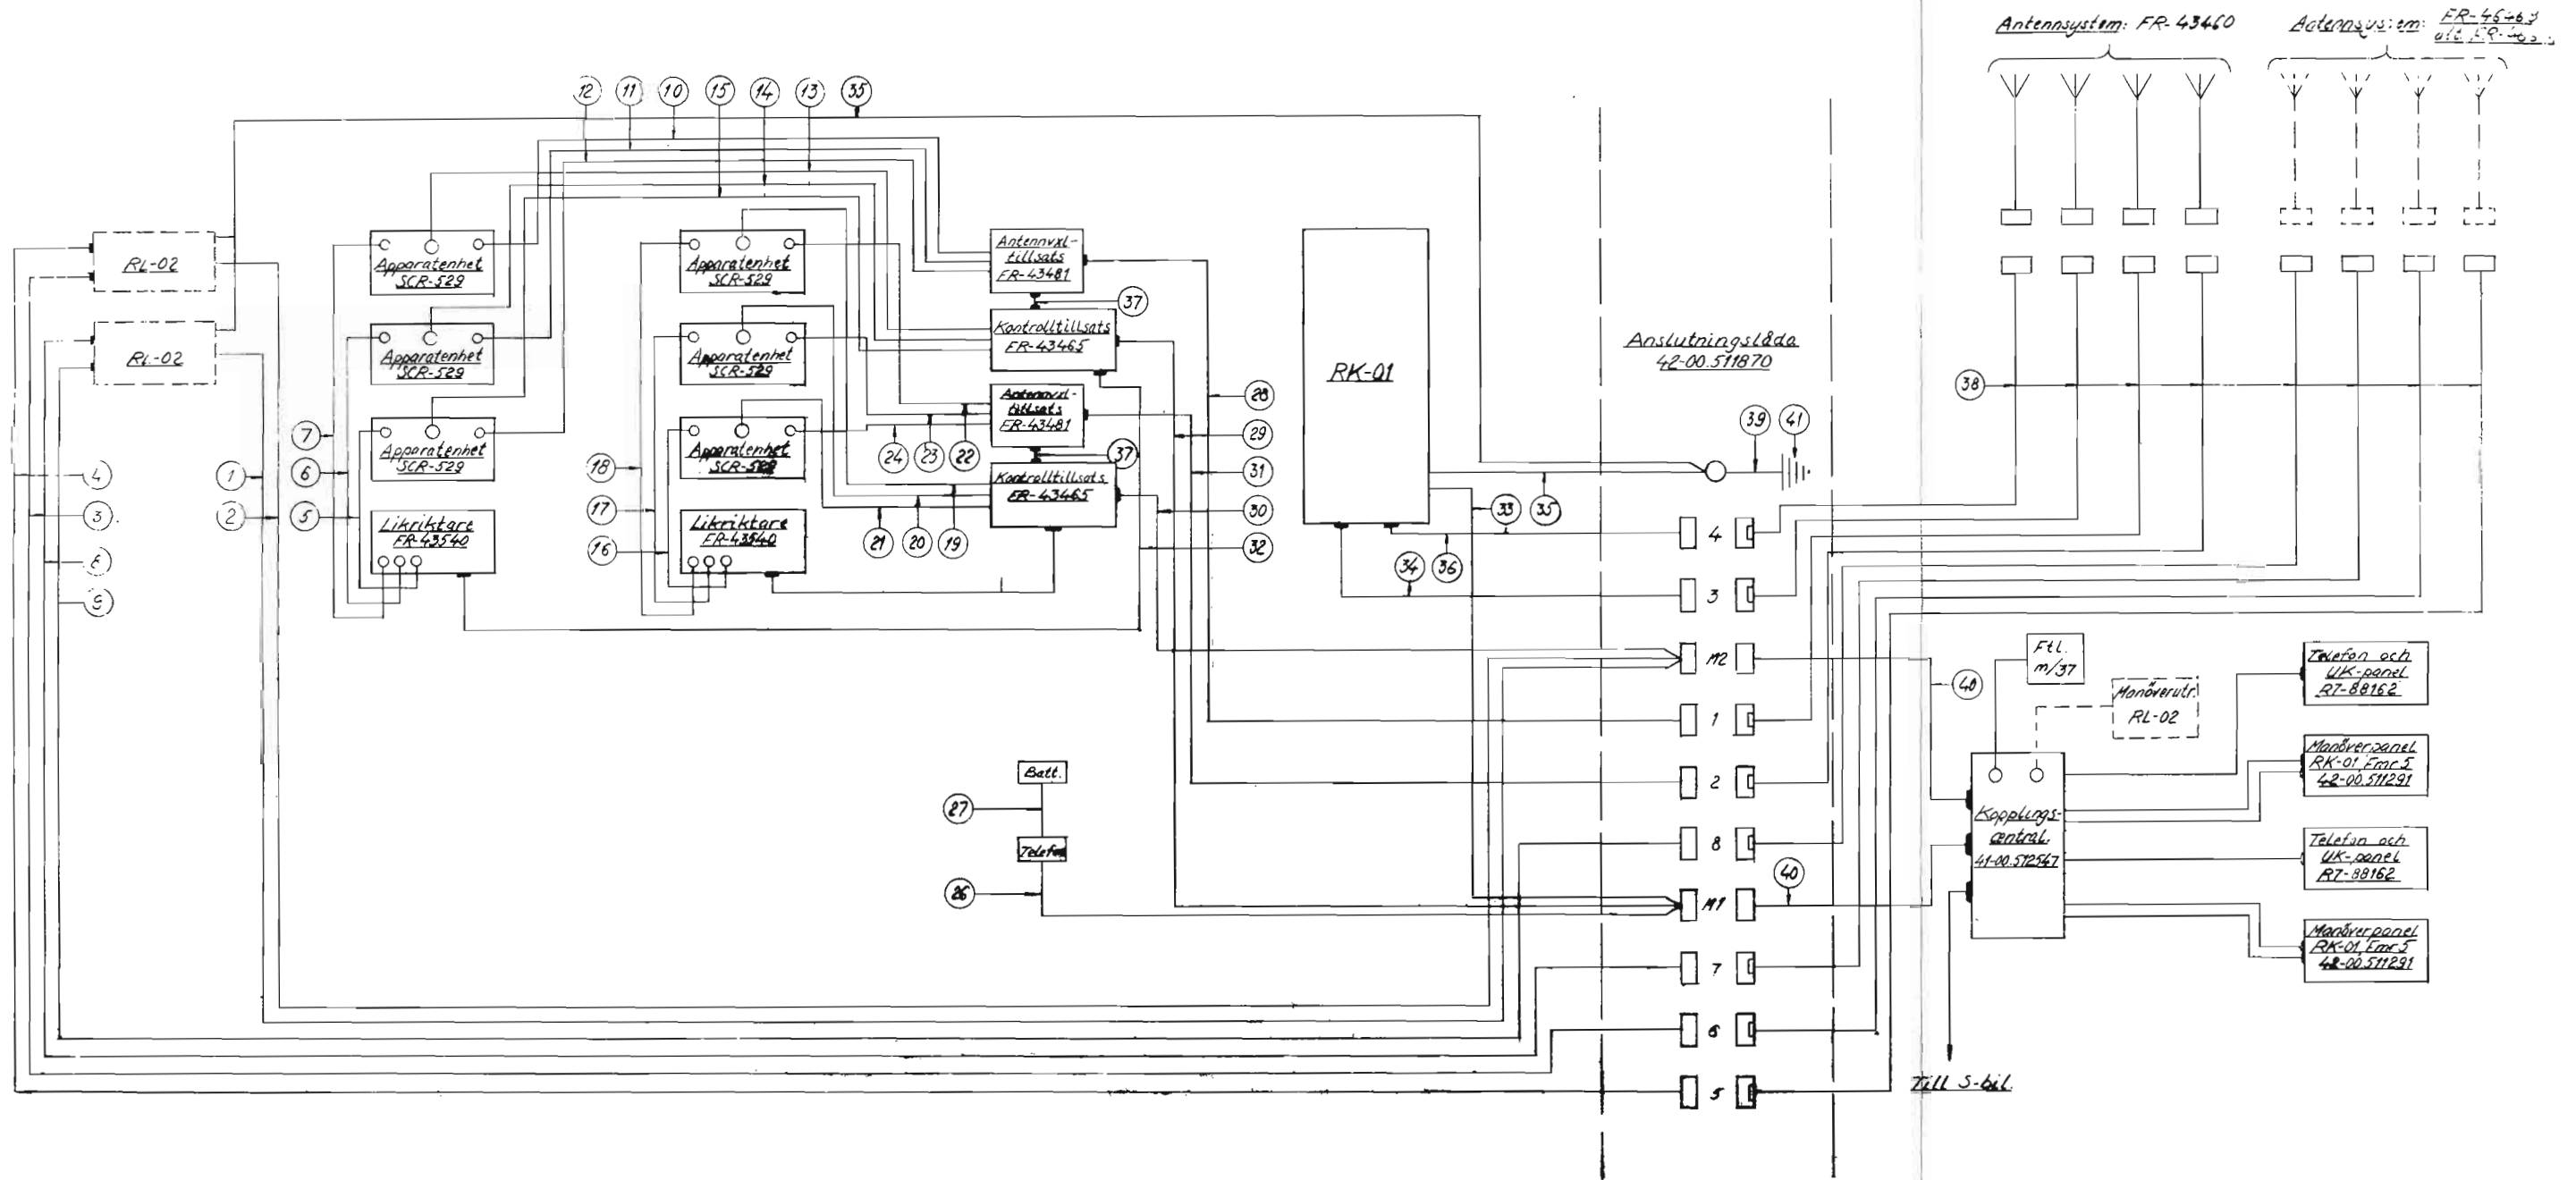 Antennsystem: FR-43460
Antennsystem:
12
11
10
15
14
13
35
RL-02
RL-02
Apparatenhet
SCR-529
Apparatenhet
SCR-529
Apparatenhet
SCR-529
Likriktare
FR-43540
Apparatenhet
SCR-529
Apparatenhet
SCR-529
Apparatenhet
Likriktare
FR-43540
Antennvxl-
tillsats
FR-43481
37
Kontrolltillsats
FR-43465
Antennvxl-
tillsats
FR-43481
37
Kontrolltillsats
FR-43465
RK-01
Anslutningslåda
42-00.511870
38
39
41
4
3
8
9
1
2
7
6
5
18
17
16
24
23
22
21
20
19
28
29
31
30
32
33
35
34
36
4
3
M2
1
2
8
M1
7
6
5
40
40
Batt.
27
Telefon
26
Ftl.
m/37
Manöverutr.
RL-02
Kopplings-
central.
41-00.512547
Telefon och
UK-panel
RT-88162
Manöverpanel
RK-01, Fmr 5
42-00.511291
Telefon och
UK-panel
RT-88162
Manöverpanel
RK-01, Fmr 5
42-00.511291
Till S-bil.